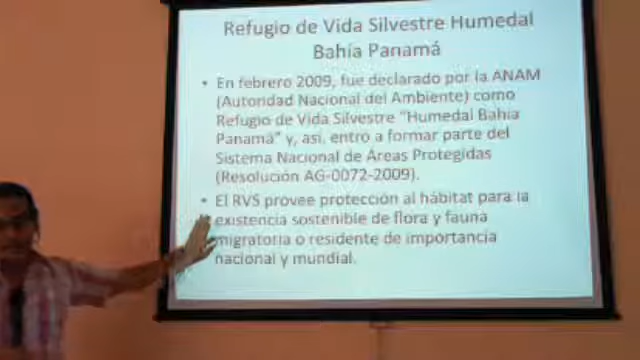 Refugio de Vida Silvestre Humedal
Bahía Panamá
• En febrero 2009, fue declarado por la ANAM
(Autoridad Nacional del Ambiente) como
Refugio de Vida Silvestre "Humedal Bahía
Panamá" y, así, entro a formar parte del
Sistema Nacional de Áreas Protegidas
(Resolución AG-0072-2009).
• El RVS provee protección al hábitat para la
existencia sostenible de flora y fauna
migratoria o residente de importancia
nacional y mundial.